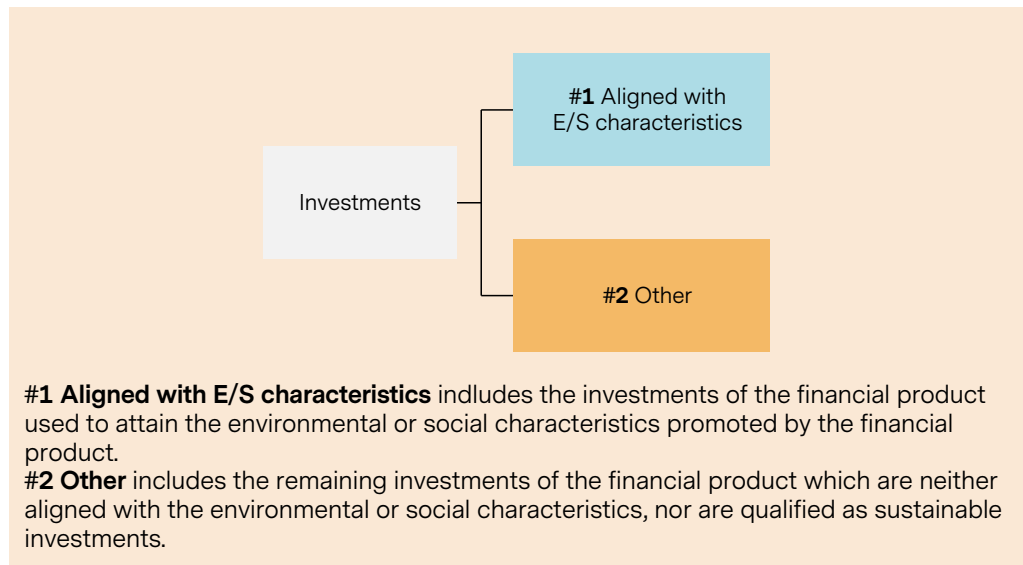 #1 Aligned with
E/S characteristics
Investments
#2 Other
#1 Aligned with E/S characteristics indludes the investments of the financial product
used to attain the environmental or social characteristics promoted by the financial
product.
#2 Other includes the remaining investments of the financial product which are neither
aligned with the environmental or social characteristics, nor are qualified as sustainable
investments.